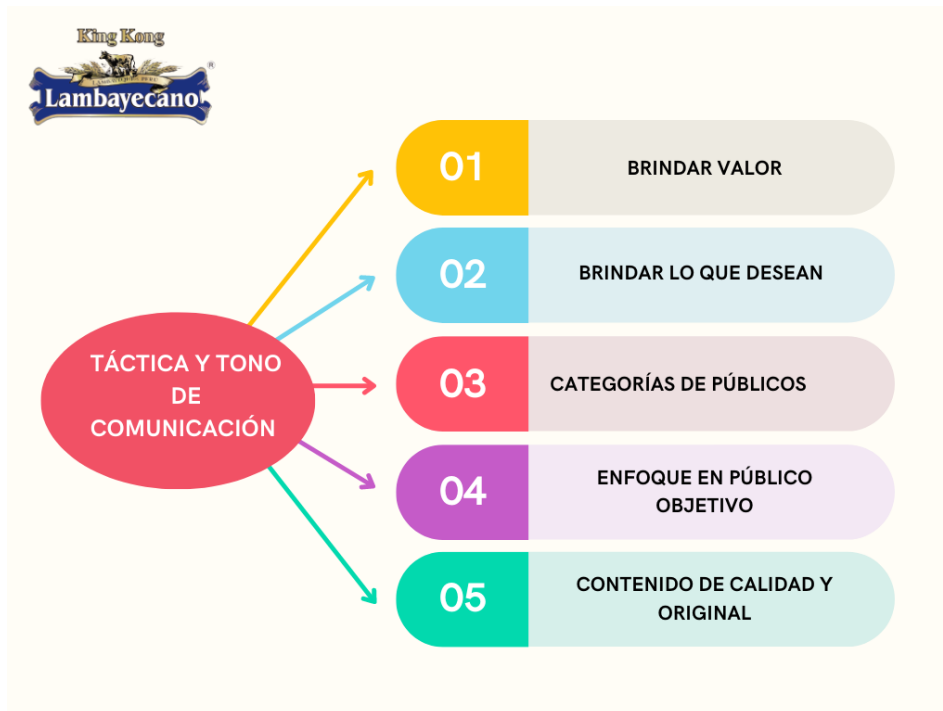 King Kong
Lambayecano
®
TÁCTICA Y TONO
DE
COMUNICACIÓN
01
BRINDAR VALOR
02
BRINDAR LO QUE DESEAN
03
CATEGORÍAS DE PÚBLICOS
04
ENFOQUE EN PÚBLICO
OBJETIVO
05
CONTENIDO DE CALIDAD Y
ORIGINAL